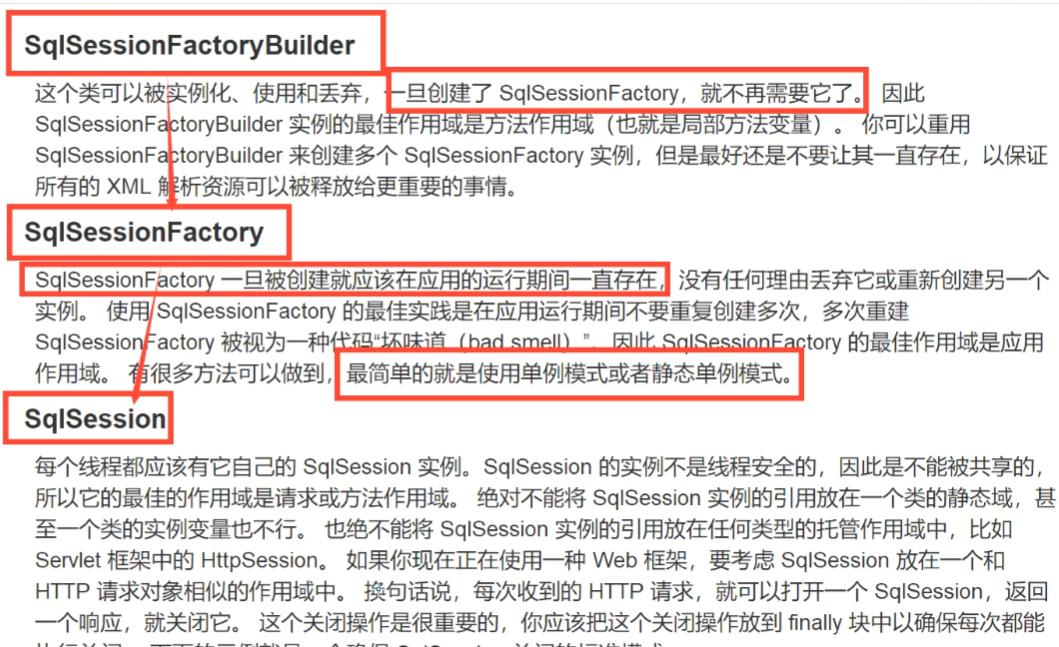 SqlSessionFactoryBuilder
这个类可以被实例化、使用和丢弃，一旦创建了 SqlSessionFactory，就不再需要它了。 因此
SqlSessionFactoryBuilder 实例的最佳作用域是方法作用域（也就是局部方法变量）。 你可以重用
SqlSessionFactoryBuilder 来创建多个 SqlSessionFactory 实例，但是最好还是不要让其一直存在，以保证
所有的 XML 解析资源可以被释放给更重要的事情。
SqlSessionFactory
SqlSessionFactory 一旦被创建就应该在应用的运行期间一直存在，没有任何理由丢弃它或重新创建另一个
实例。 使用 SqlSessionFactory 的最佳实践是在应用运行期间不要重复创建多次，多次重建
SqlSessionFactory 被视为一种代码“坏味道（bad smell）”。因此 SqlSessionFactory 的最佳作用域是应用
作用域。 有很多方法可以做到，最简单的就是使用单例模式或者静态单例模式。
SqlSession
每个线程都应该有它自己的 SqlSession 实例。SqlSession 的实例不是线程安全的，因此是不能被共享的，
所以它的最佳的作用域是请求或方法作用域。 绝对不能将 SqlSession 实例的引用放在一个类的静态域，甚
至一个类的实例变量也不行。 也绝不能将 SqlSession 实例的引用放在任何类型的托管作用域中，比如
Servlet 框架中的 HttpSession。 如果你现在正在使用一种 Web 框架，要考虑 SqlSession 放在一个和
HTTP 请求对象相似的作用域中。 换句话说，每次收到的 HTTP 请求，就可以打开一个 SqlSession，返回
一个响应，就关闭它。 这个关闭操作是很重要的，你应该把这个关闭操作放到 finally 块中以确保每次都能